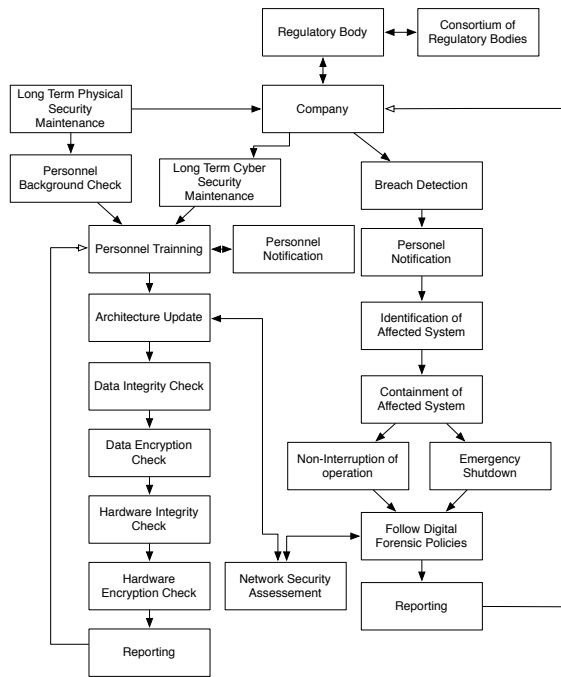 Regulatory Body
Consortium of
Regulatory Bodies
Long Term Physical
Security
Maintenance
Company
Personnel
Background Check
Long Term Cyber
Security
Maintenance
Breach Detection
Personnel Trainning
Personnel
Notification
Personel
Notification
Architecture Update
Identification of
Affected System
Data Integrity Check
Containment of
Affected System
Data Encryption
Check
Non-Interruption of
operation
Emergency
Shutdown
Hardware Integrity
Check
Follow Digital
Forensic Policies
Hardware
Encryption Check
Network Security
Assessement
Reporting
Reporting